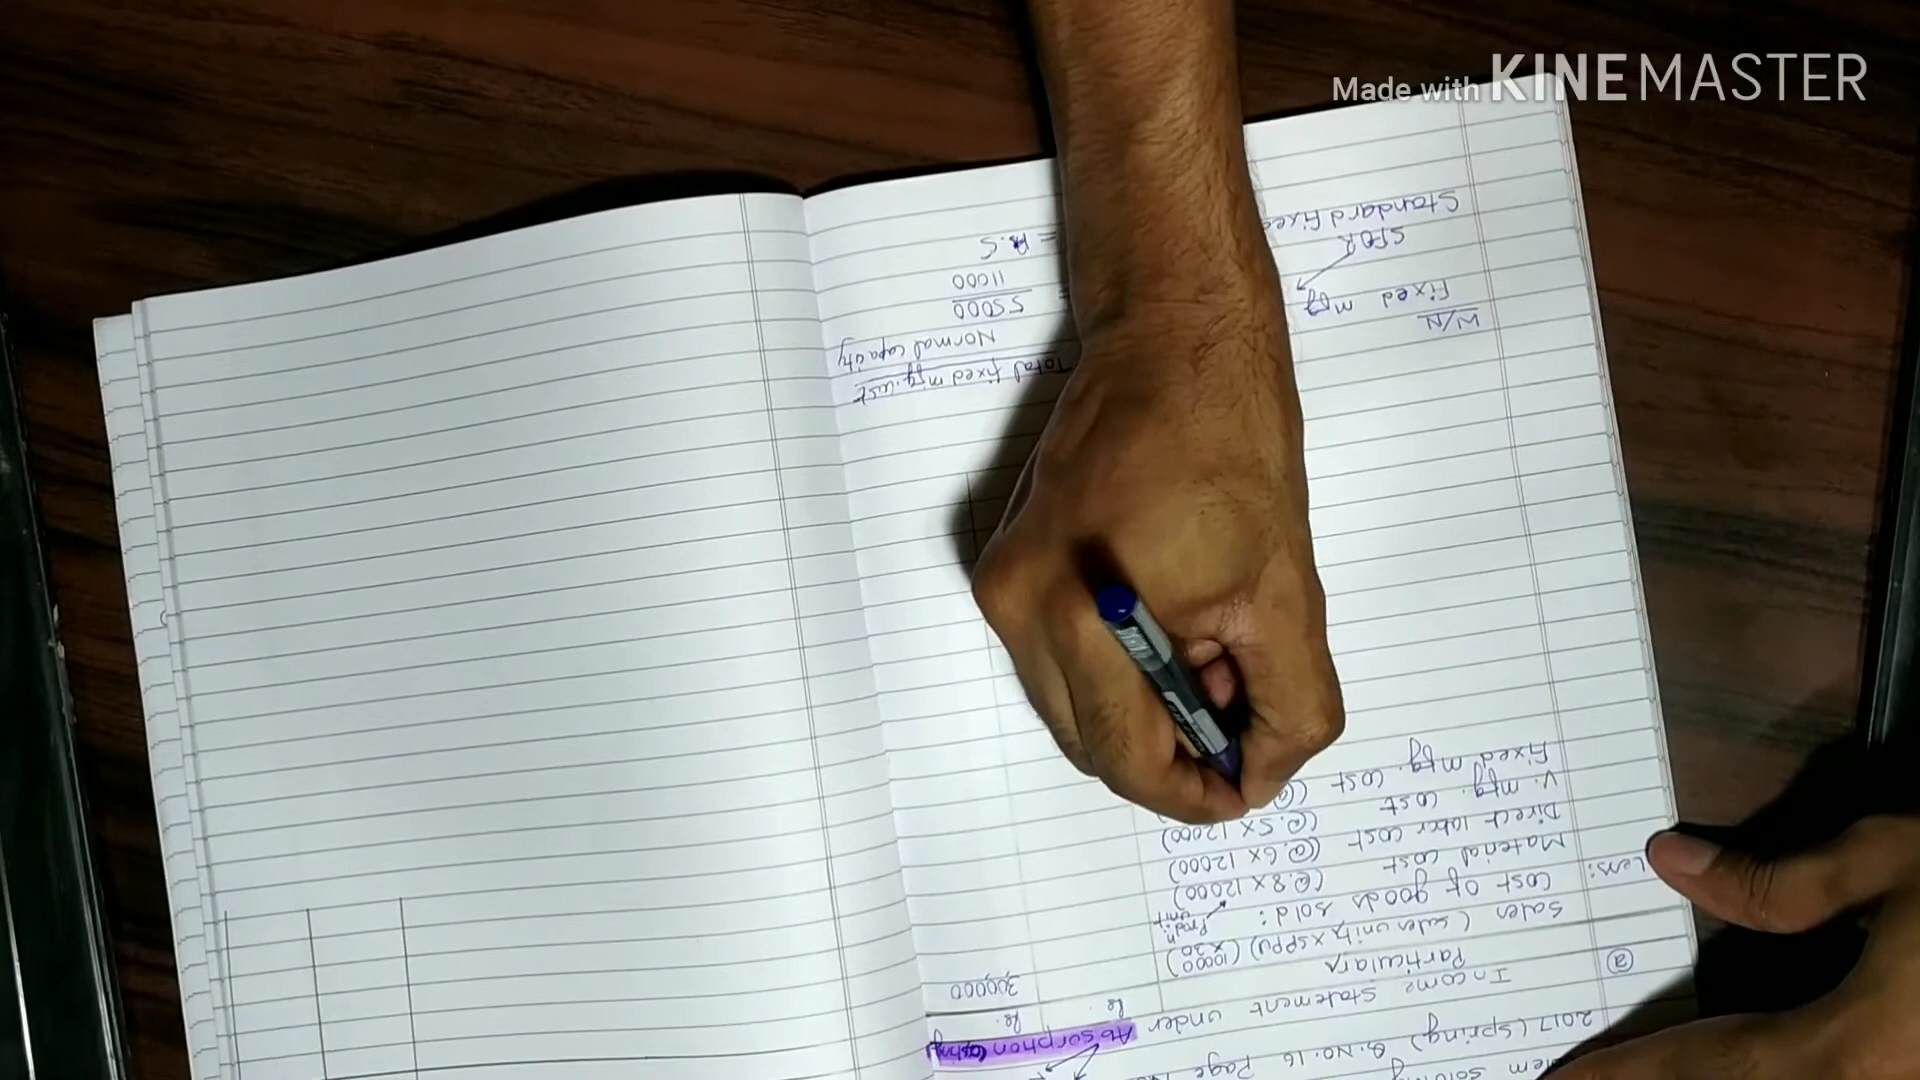 Made with KINEMASTER
2017 (Spring) Q.NO.16 Page
Income Statement under Absorption Costing
(a)
Particulars Rs. Rs.
Sales (sales units x SPPU) (10000 x 30) 300000
Less:
Cost of goods sold: Prodn unit
Material cost (@.8 x 12000)
Direct labor cost (@.6 x 12000)
V. mfg. cost (@.5 x 12000)
Fixed mfg. cost (@
W/N
Fixed mfg
SFOR
Standard fixed
Total fixed mfg. cost
Normal capacity
= 55000
11000
= Rs. 5